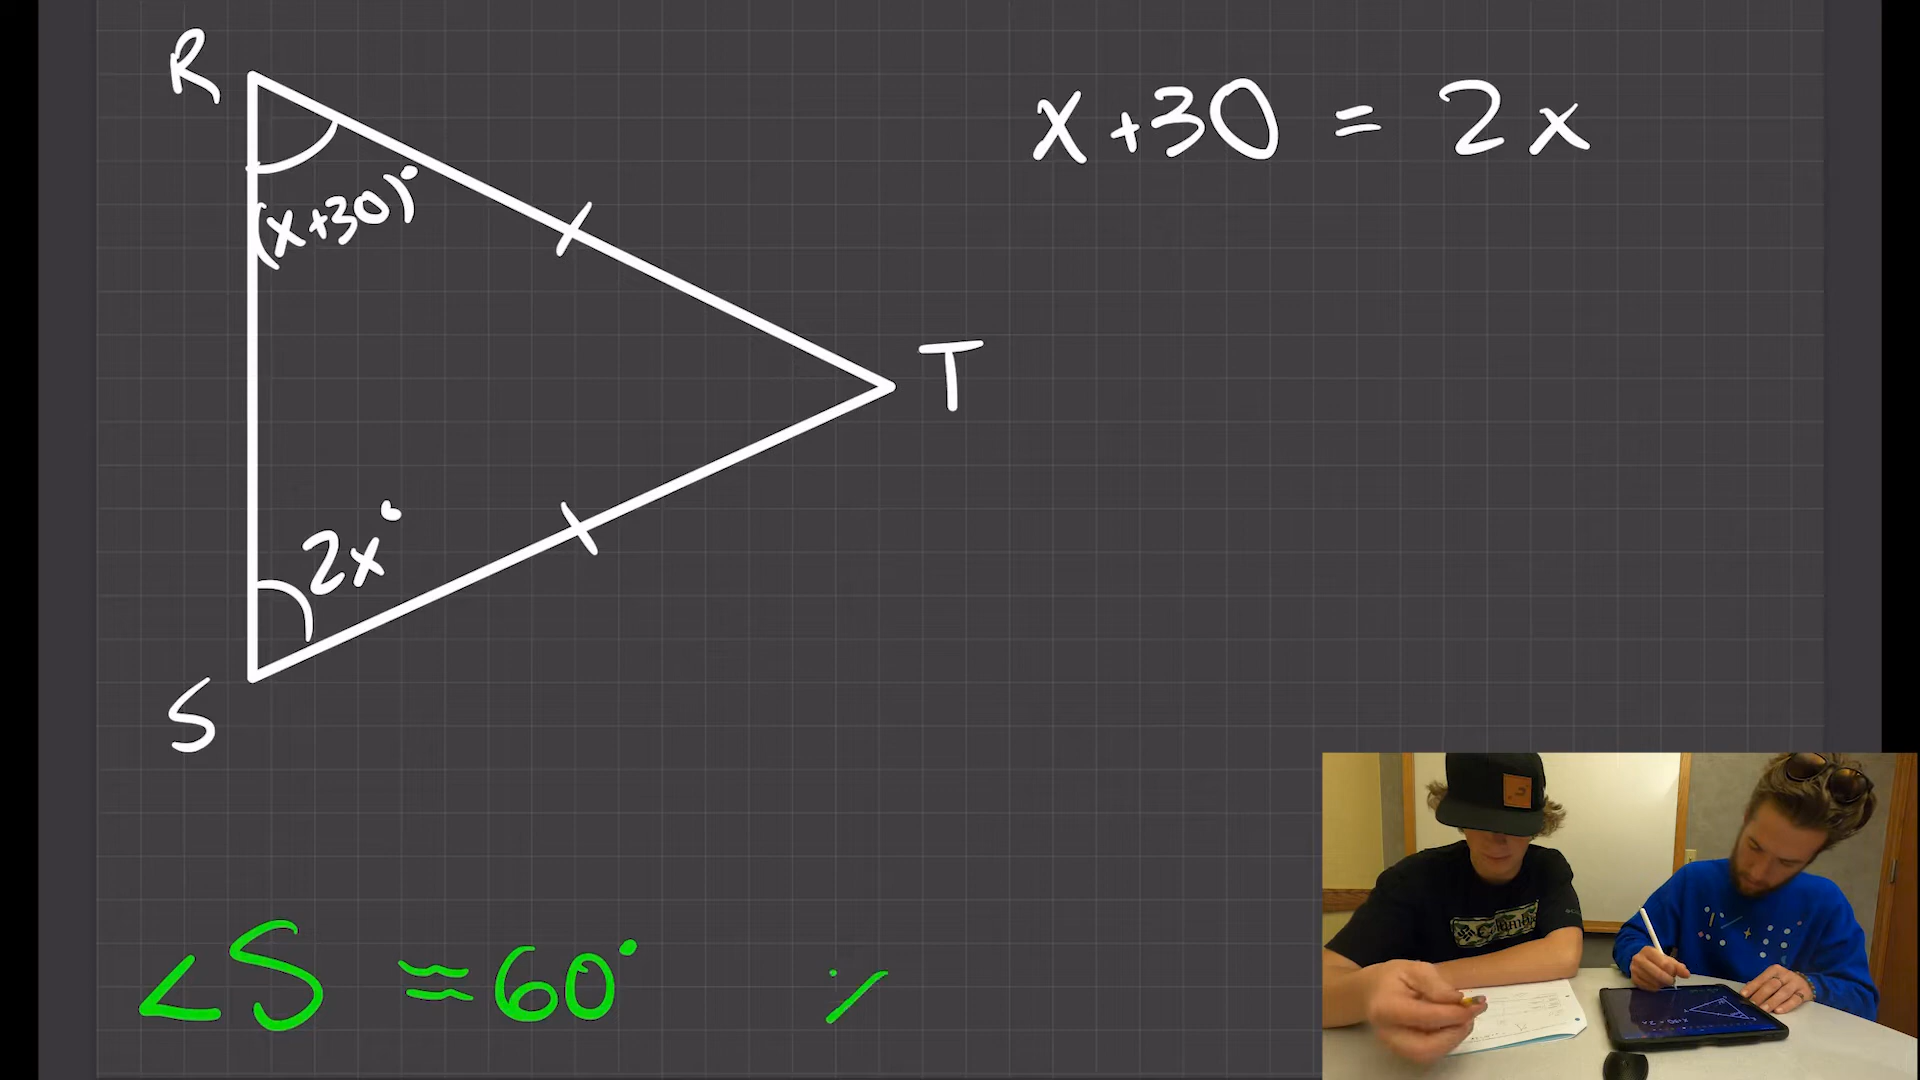 R
x+30 = 2x
(x+30)°
T
2x°
S
∠S ≈ 60°